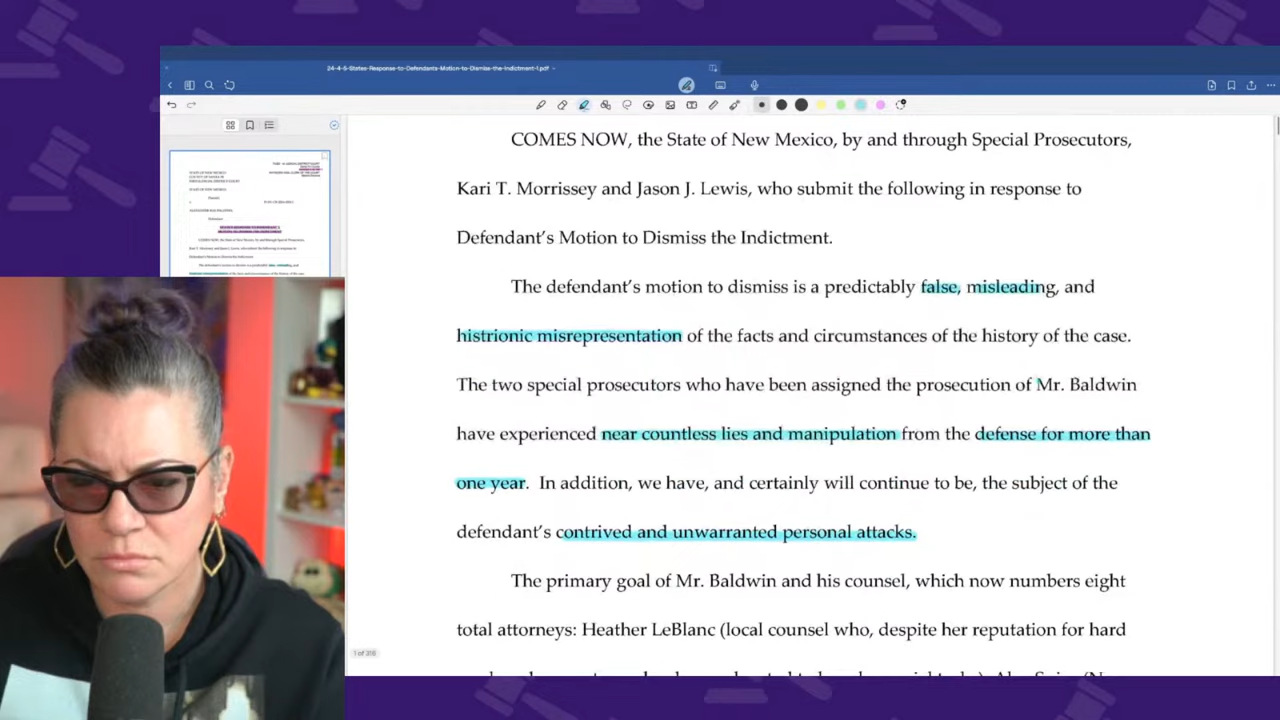 24-4-5-States-Response-to-Defendants-Motion-to-Dismiss-the-Indictment-1.pdf
COMES NOW, the State of New Mexico, by and through Special Prosecutors,
Kari T. Morrissey and Jason J. Lewis, who submit the following in response to
Defendant's Motion to Dismiss the Indictment.
The defendant's motion to dismiss is a predictably false, misleading, and
histrionic misrepresentation of the facts and circumstances of the history of the case.
The two special prosecutors who have been assigned the prosecution of Mr. Baldwin
have experienced near countless lies and manipulation from the defense for more than
one year. In addition, we have, and certainly will continue to be, the subject of the
defendant's contrived and unwarranted personal attacks.
The primary goal of Mr. Baldwin and his counsel, which now numbers eight
total attorneys: Heather LeBlanc (local counsel who, despite her reputation for hard
1 of 318